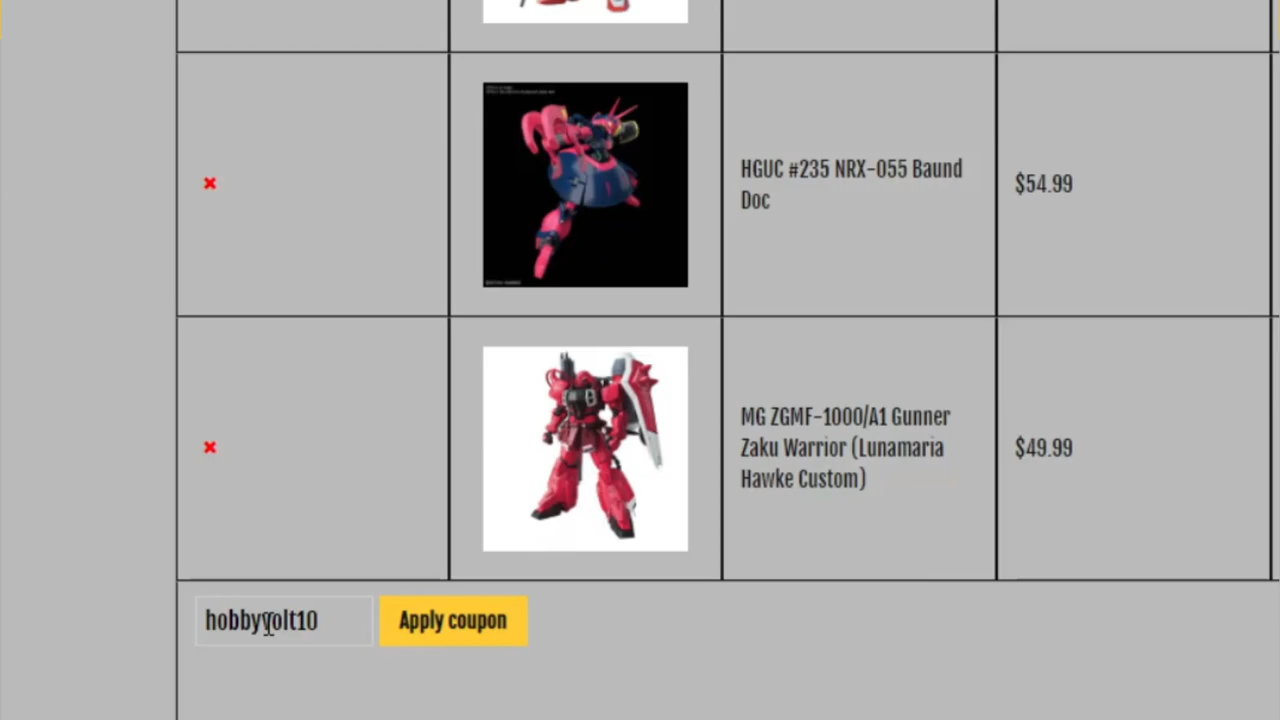 HGUC #235 NRX-055 Baund
Doc
$54.99
MG ZGMF-1000/A1 Gunner
Zaku Warrior (Lunamaria
Hawke Custom)
$49.99
hobbyvolt10
Apply coupon